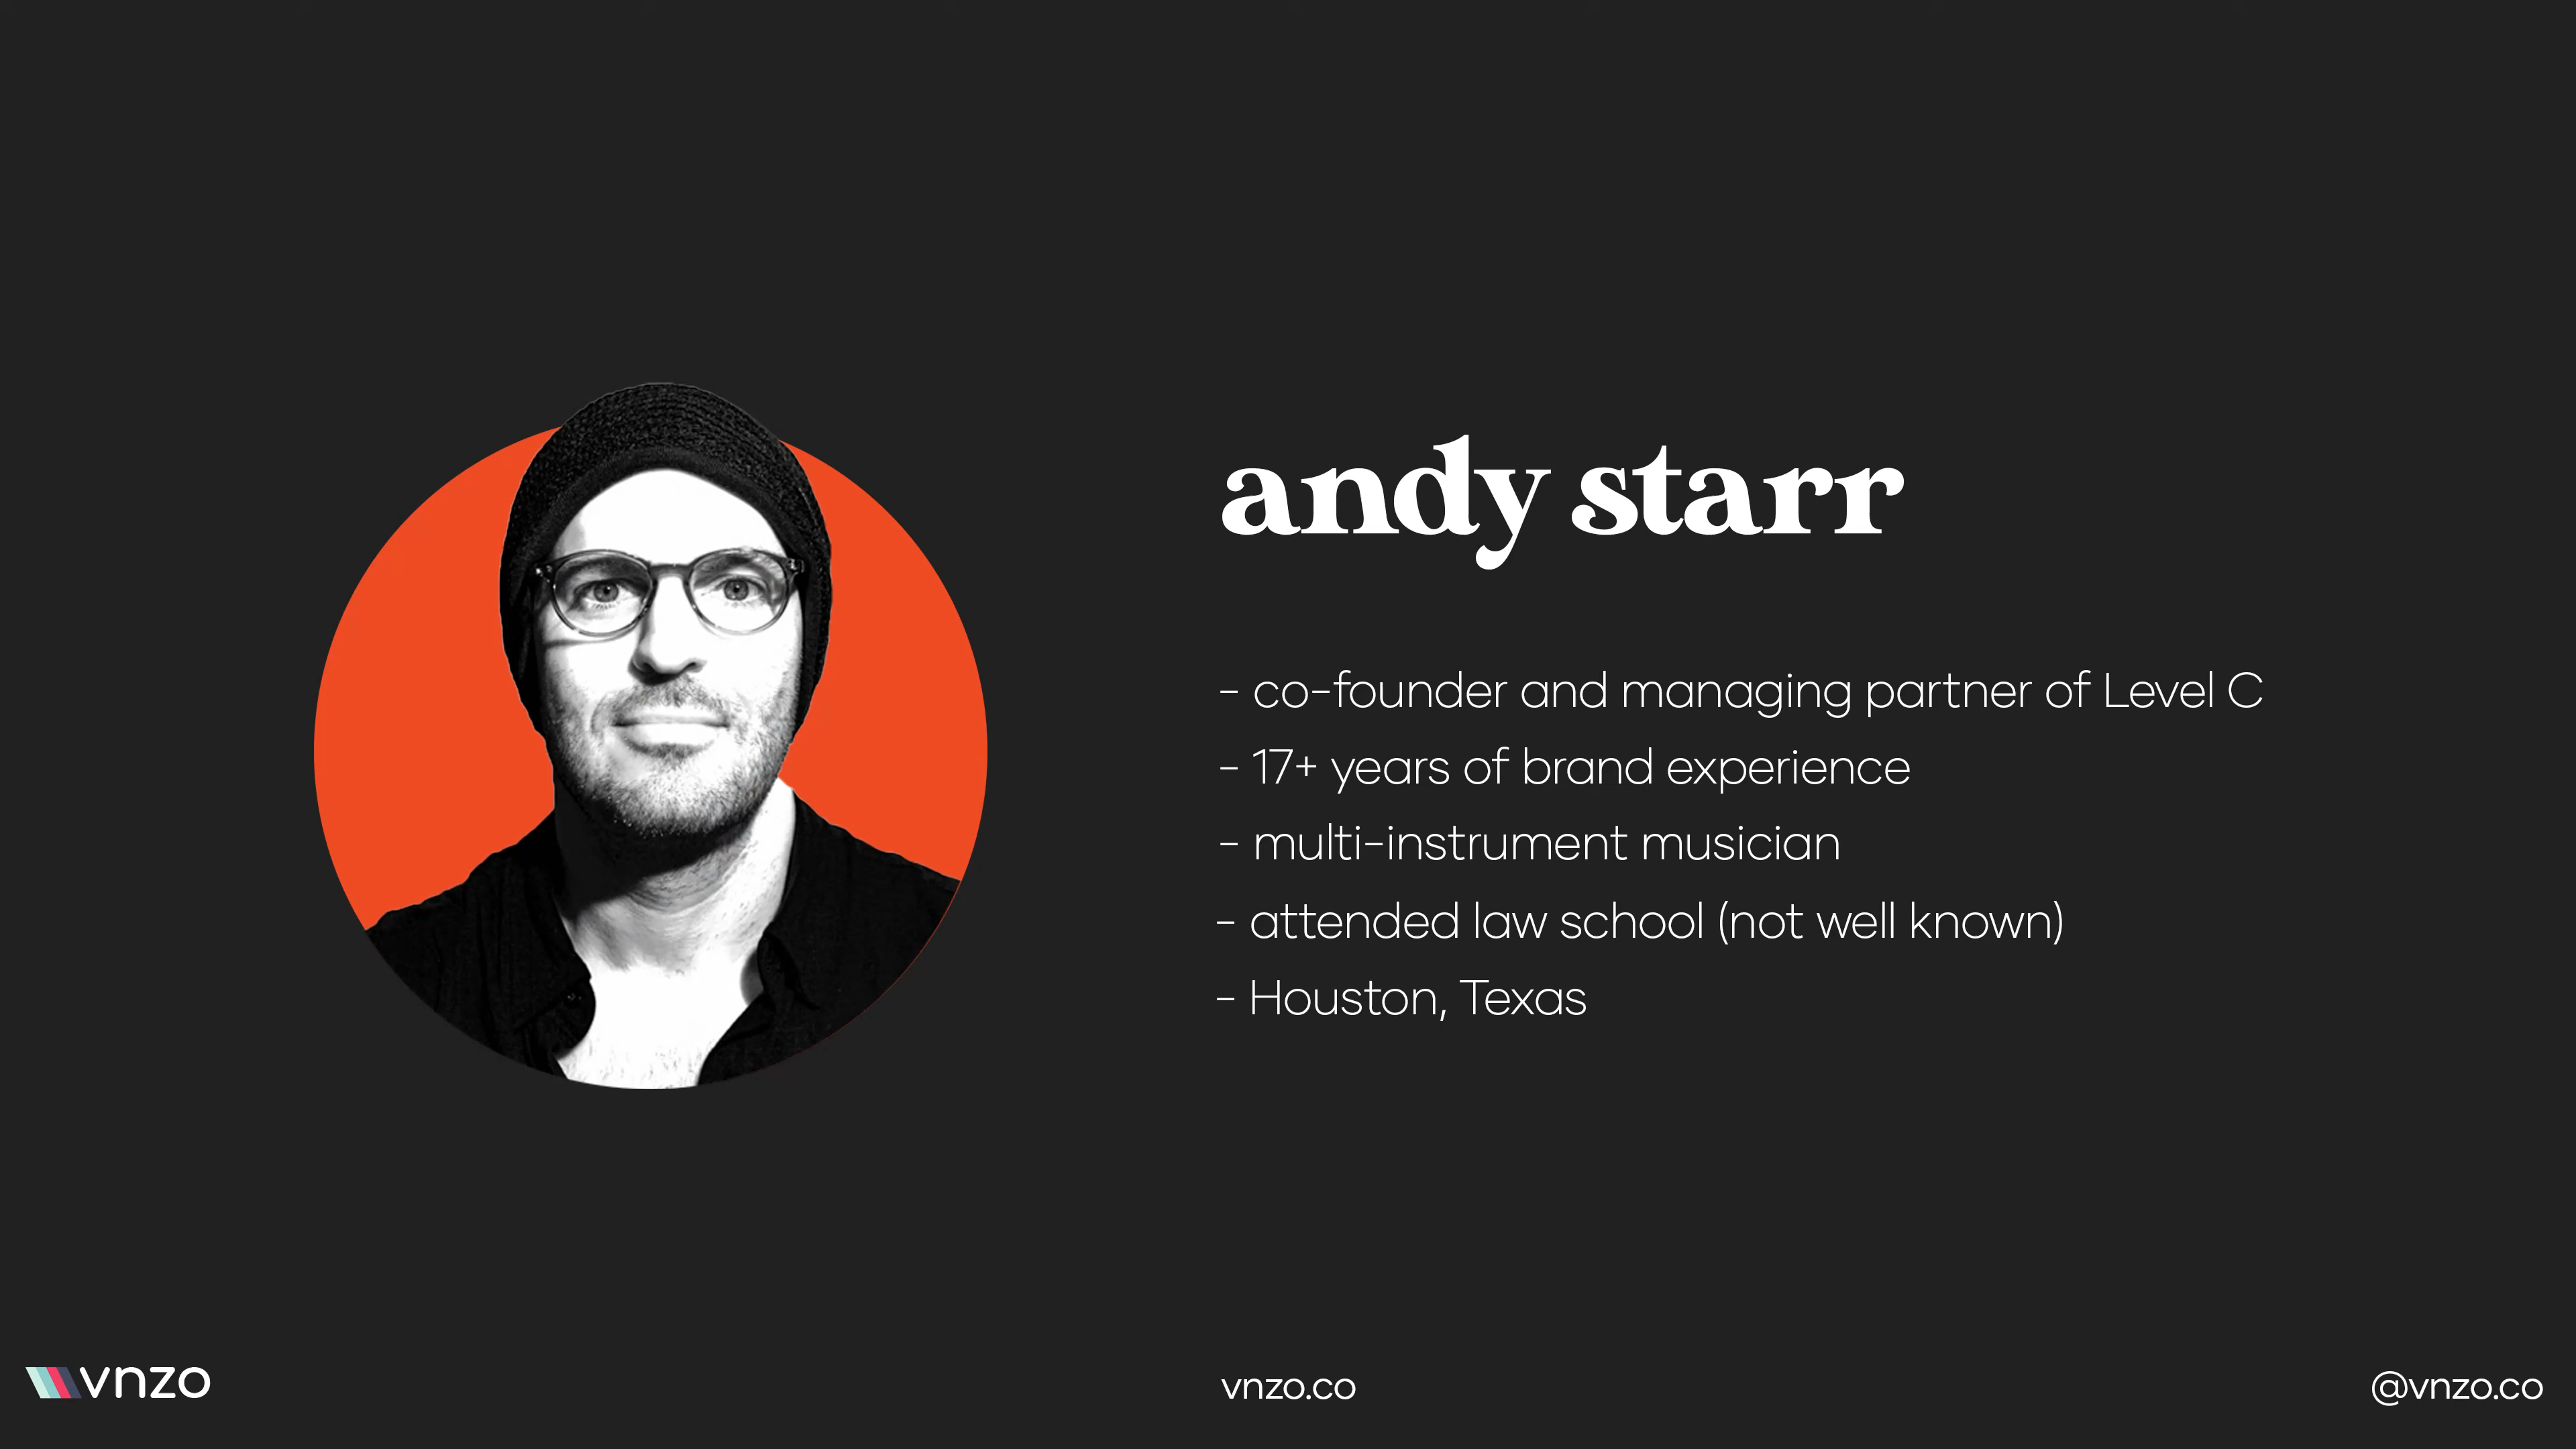 andy starr
- co-founder and managing partner of Level C
- 17+ years of brand experience
- multi-instrument musician
- attended law school (not well known)
- Houston, Texas
vnzo
vnzo.co
@vnzo.co